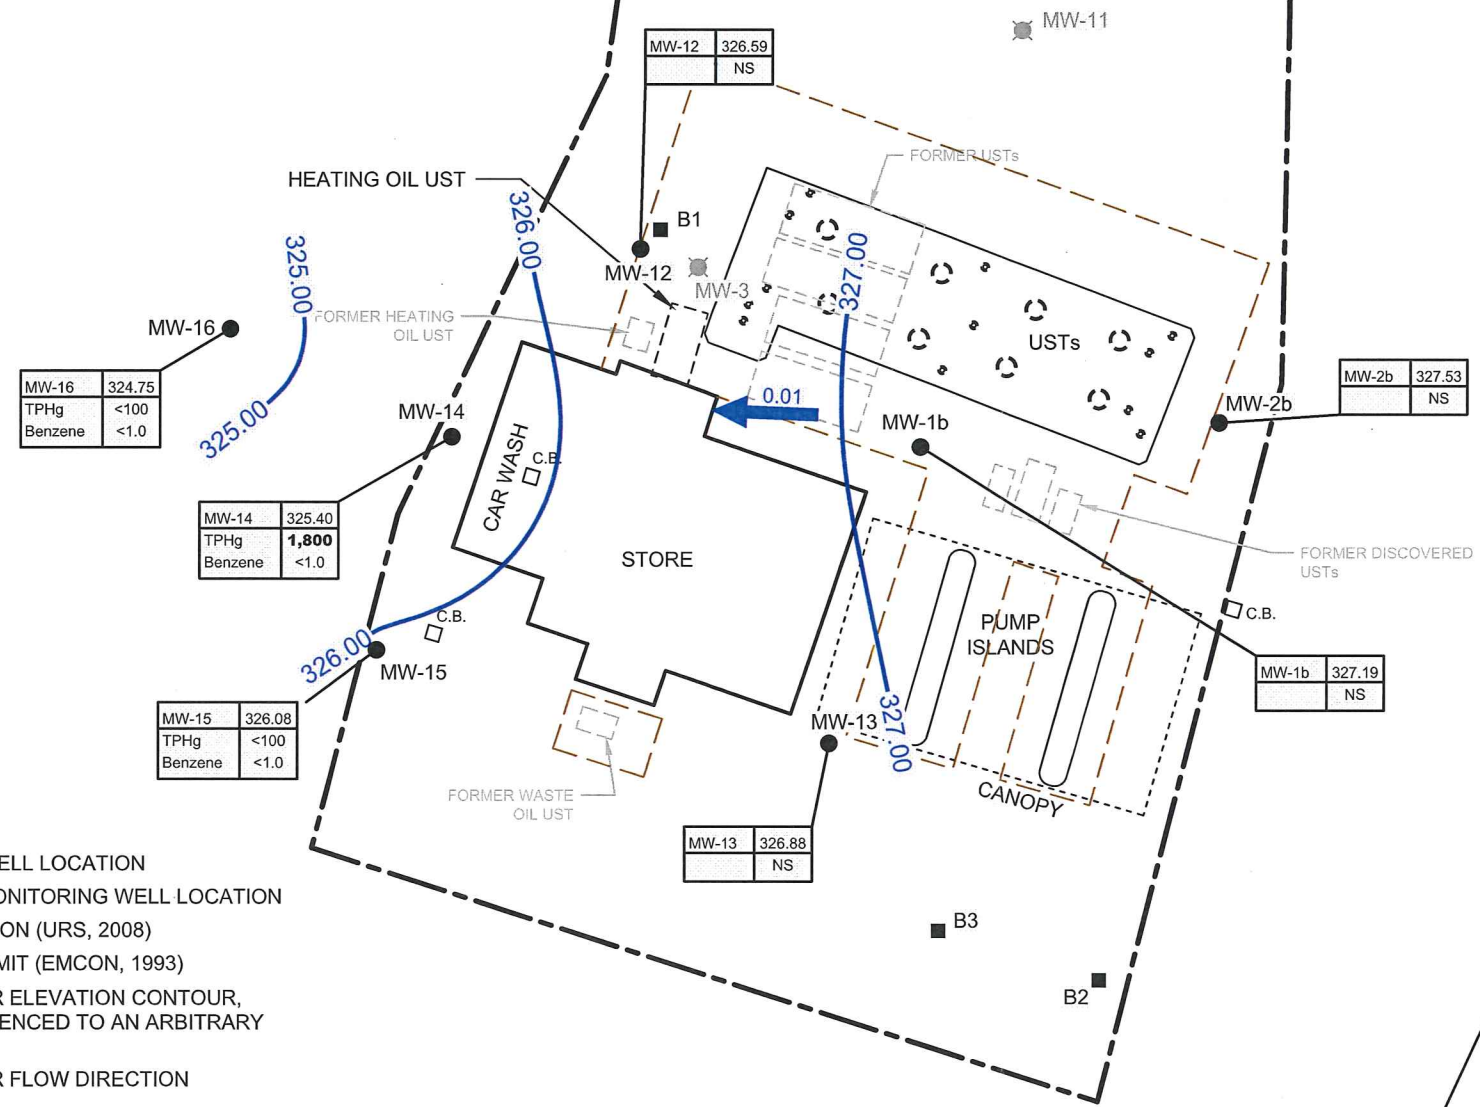 MW-11
MW-12 326.59
NS
FORMER USTs
HEATING OIL UST
326.00
B1
MW-12
MW-3
327.00
325.00
FORMER HEATING
OIL UST
MW-16
USTs
MW-16 324.75
TPHg <100
Benzene <1.0
325.00
MW-14
0.01
MW-1b
MW-2b
MW-2b 327.53
NS
CAR WASH
C.B.
MW-14 325.40
TPHg 1,800
Benzene <1.0
STORE
FORMER DISCOVERED
USTs
C.B.
C.B.
PUMP
ISLANDS
326.00
MW-15
MW-1b 327.19
NS
MW-15 326.08
TPHg <100
Benzene <1.0
MW-13
327.00
CANOPY
FORMER WASTE
OIL UST
MW-13 326.88
NS
ELL LOCATION
ONITORING WELL LOCATION
ON (URS, 2008)
MIT (EMCON, 1993)
R ELEVATION CONTOUR,
ENCED TO AN ARBITRARY
R FLOW DIRECTION
B3
B2